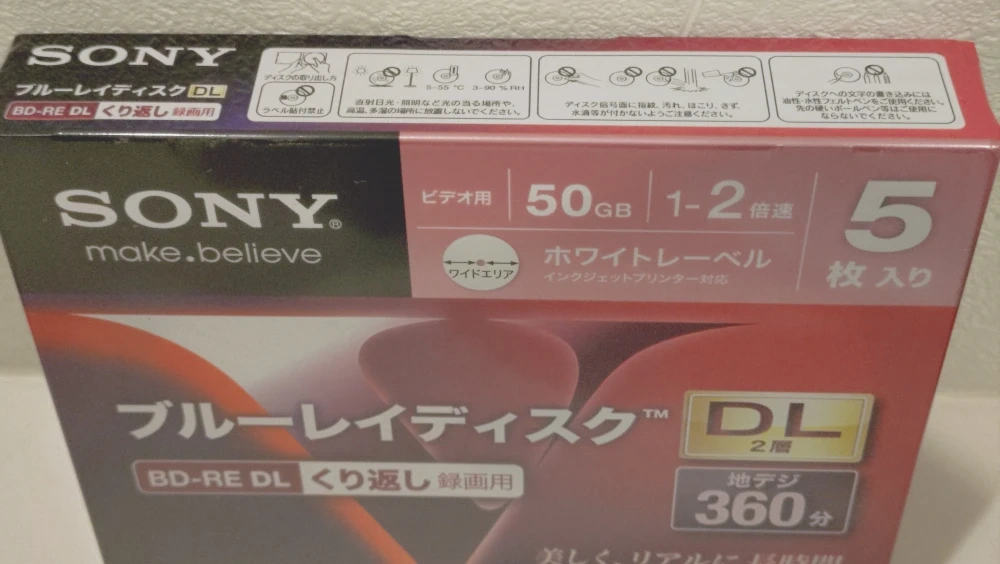 SONY
ブルーレイディスク DL
BD-RE DL くり返し 録画用
ディスクの取り出し方
ラベル貼付禁止
5-55 ℃ 3-90 % RH
直射日光・照明など光の当る場所や、
高温、多湿の場所に放置しないでください。
ディスク信号面に指紋、汚れ、ほこり、きず、
水滴等が付かないようご注意ください。
ディスクへの文字の書き込みには
油性・水性フェルトペンをご使用ください。
先の硬いボールペン等はご使用に
ならないでください。
SONY®
make.believe
ビデオ用 50GB 1-2倍速
5枚入り
ワイドエリア
ホワイトレーベル
インクジェットプリンター対応
ブルーレイディスク™
DL
2層
BD-RE DL くり返し 録画用
地デジ
360分
美しく、リアルに 長時間